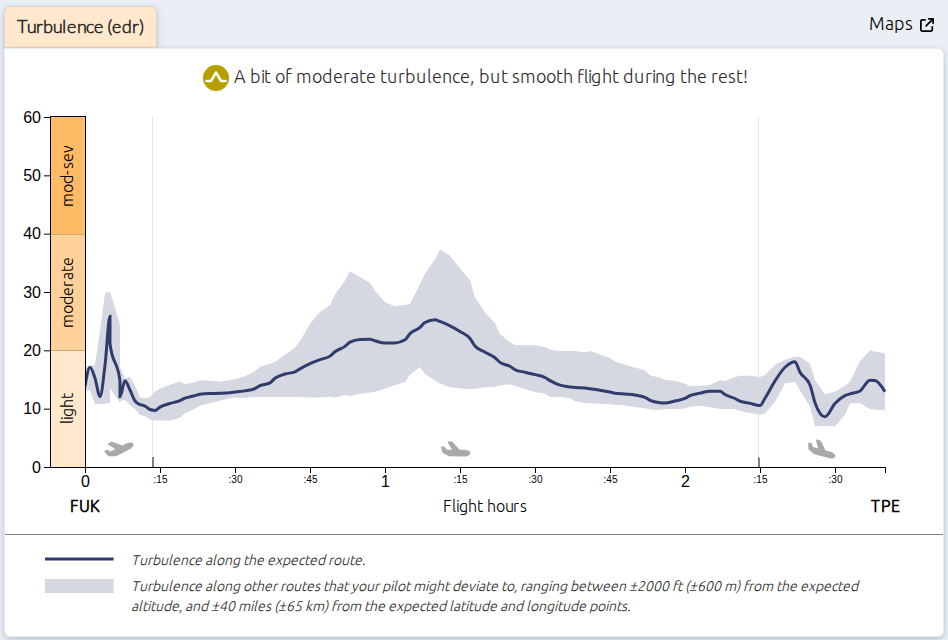 Turbulence (edr)
Maps
A bit of moderate turbulence, but smooth flight during the rest!
60
50
40
30
20
10
0
mod-sev
moderate
light
0 :15 :30 :45 1 :15 :30 :45 2 :15 :30
FUK Flight hours TPE
Turbulence along the expected route.
Turbulence along other routes that your pilot might deviate to, ranging between ±2000 ft (±600 m) from the expected
altitude, and ±40 miles (±65 km) from the expected latitude and longitude points.